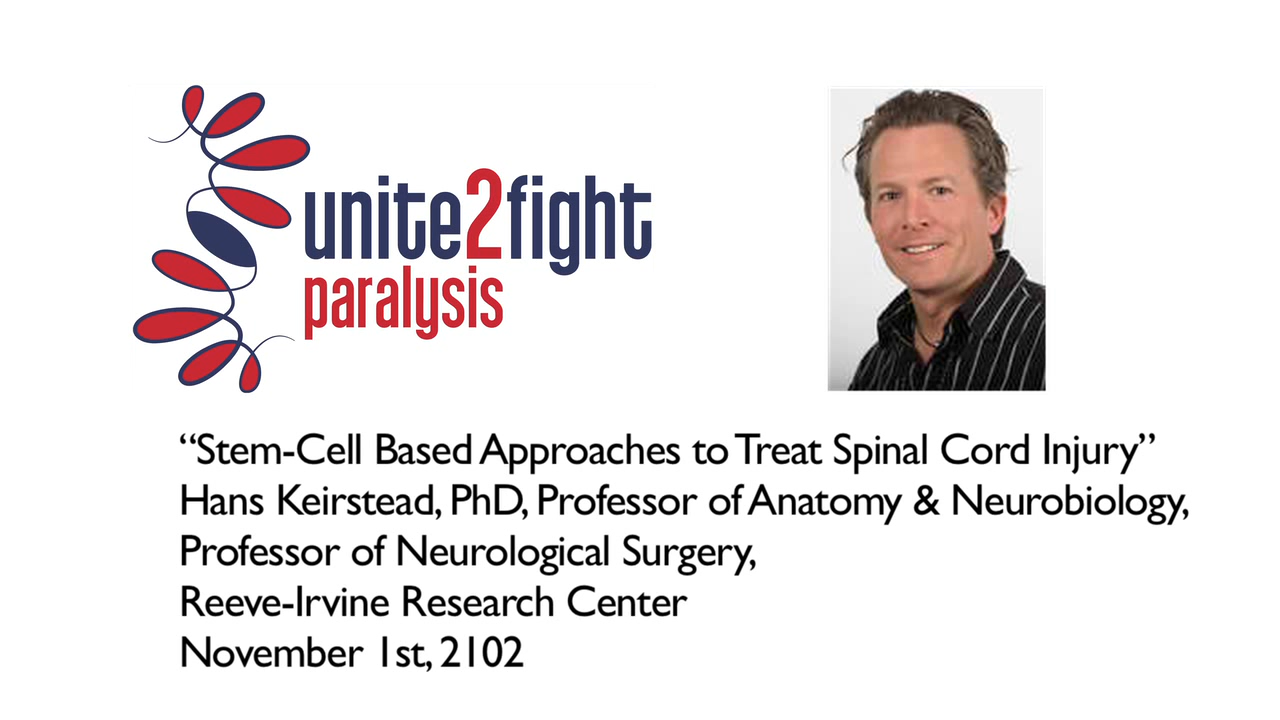 unite2fight
paralysis
“Stem-Cell Based Approaches to Treat Spinal Cord Injury”
Hans Keirstead, PhD, Professor of Anatomy & Neurobiology,
Professor of Neurological Surgery,
Reeve-Irvine Research Center
November 1st, 2102